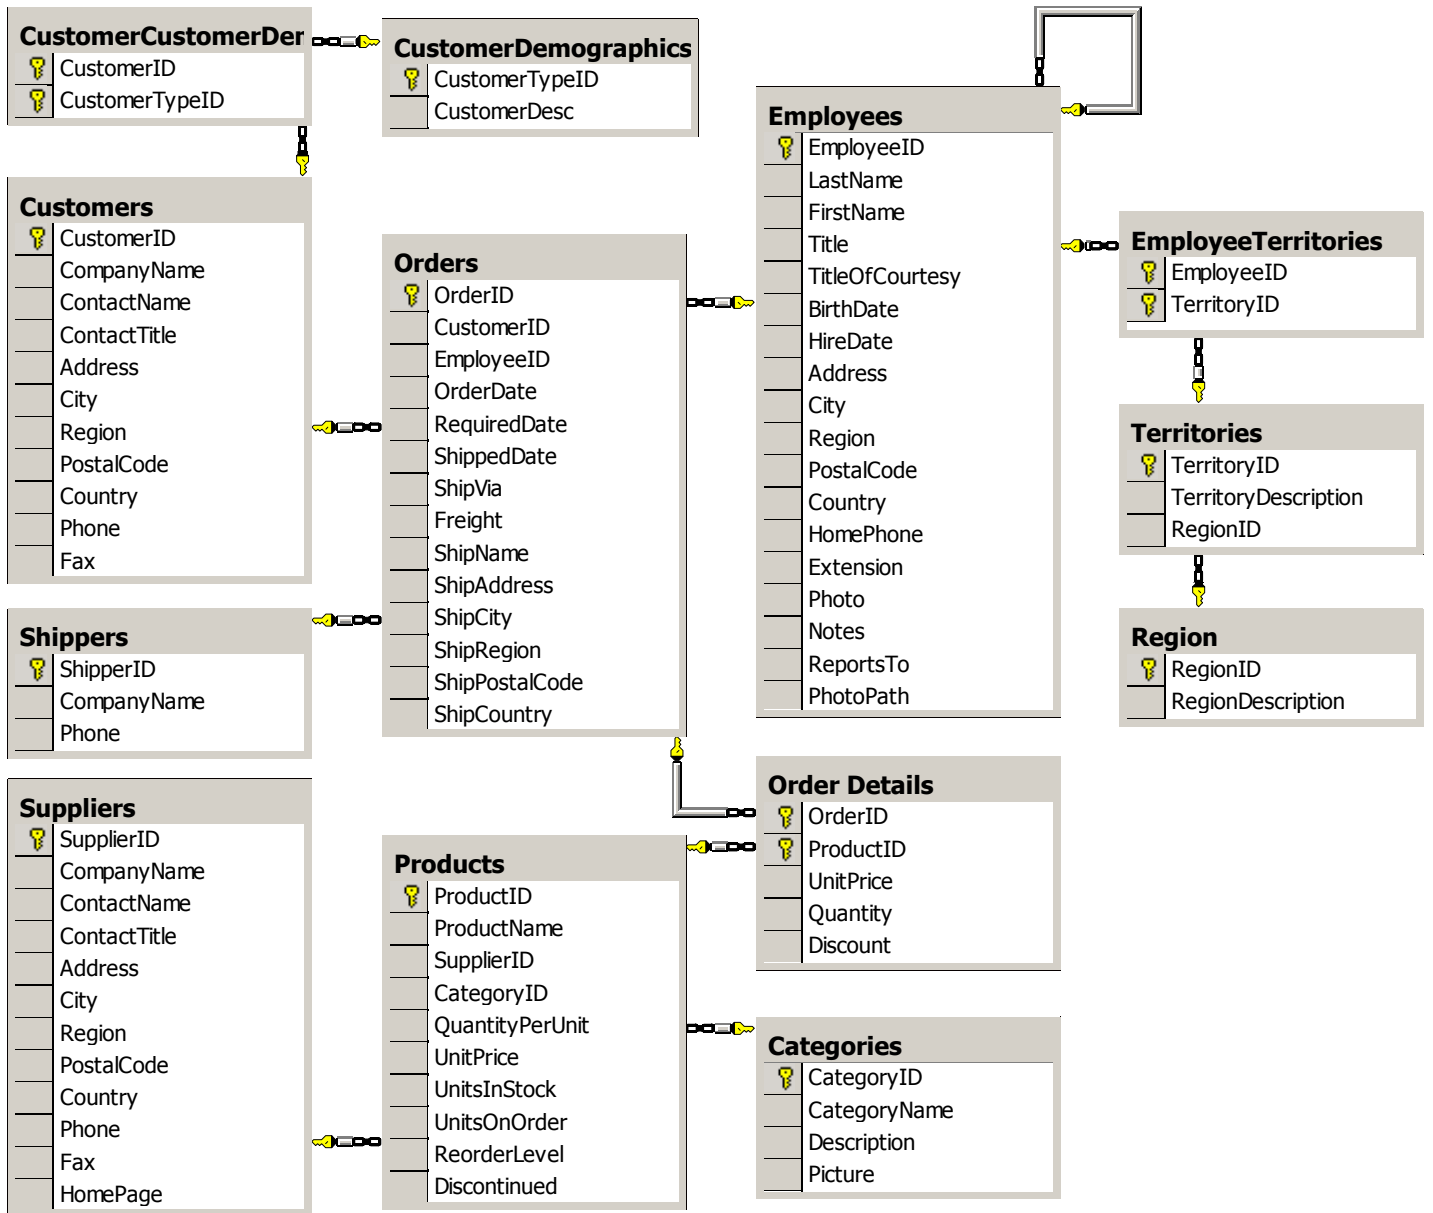 CustomerCustomerDem
CustomerID
CustomerTypeID
CustomerDemographics
CustomerTypeID
CustomerDesc
Employees
EmployeeID
LastName
FirstName
Title
TitleOfCourtesy
BirthDate
HireDate
Address
City
Region
PostalCode
Country
HomePhone
Extension
Photo
Notes
ReportsTo
PhotoPath
EmployeeTerritories
EmployeeID
TerritoryID
Territories
TerritoryID
TerritoryDescription
RegionID
Region
RegionID
RegionDescription
Customers
CustomerID
CompanyName
ContactName
ContactTitle
Address
City
Region
PostalCode
Country
Phone
Fax
Orders
OrderID
CustomerID
EmployeeID
OrderDate
RequiredDate
ShippedDate
ShipVia
Freight
ShipName
ShipAddress
ShipCity
ShipRegion
ShipPostalCode
ShipCountry
Shippers
ShipperID
CompanyName
Phone
Suppliers
SupplierID
CompanyName
ContactName
ContactTitle
Address
City
Region
PostalCode
Country
Phone
Fax
HomePage
Products
ProductID
ProductName
SupplierID
CategoryID
QuantityPerUnit
UnitPrice
UnitsInStock
UnitsOnOrder
ReorderLevel
Discontinued
Order Details
OrderID
ProductID
UnitPrice
Quantity
Discount
Categories
CategoryID
CategoryName
Description
Picture